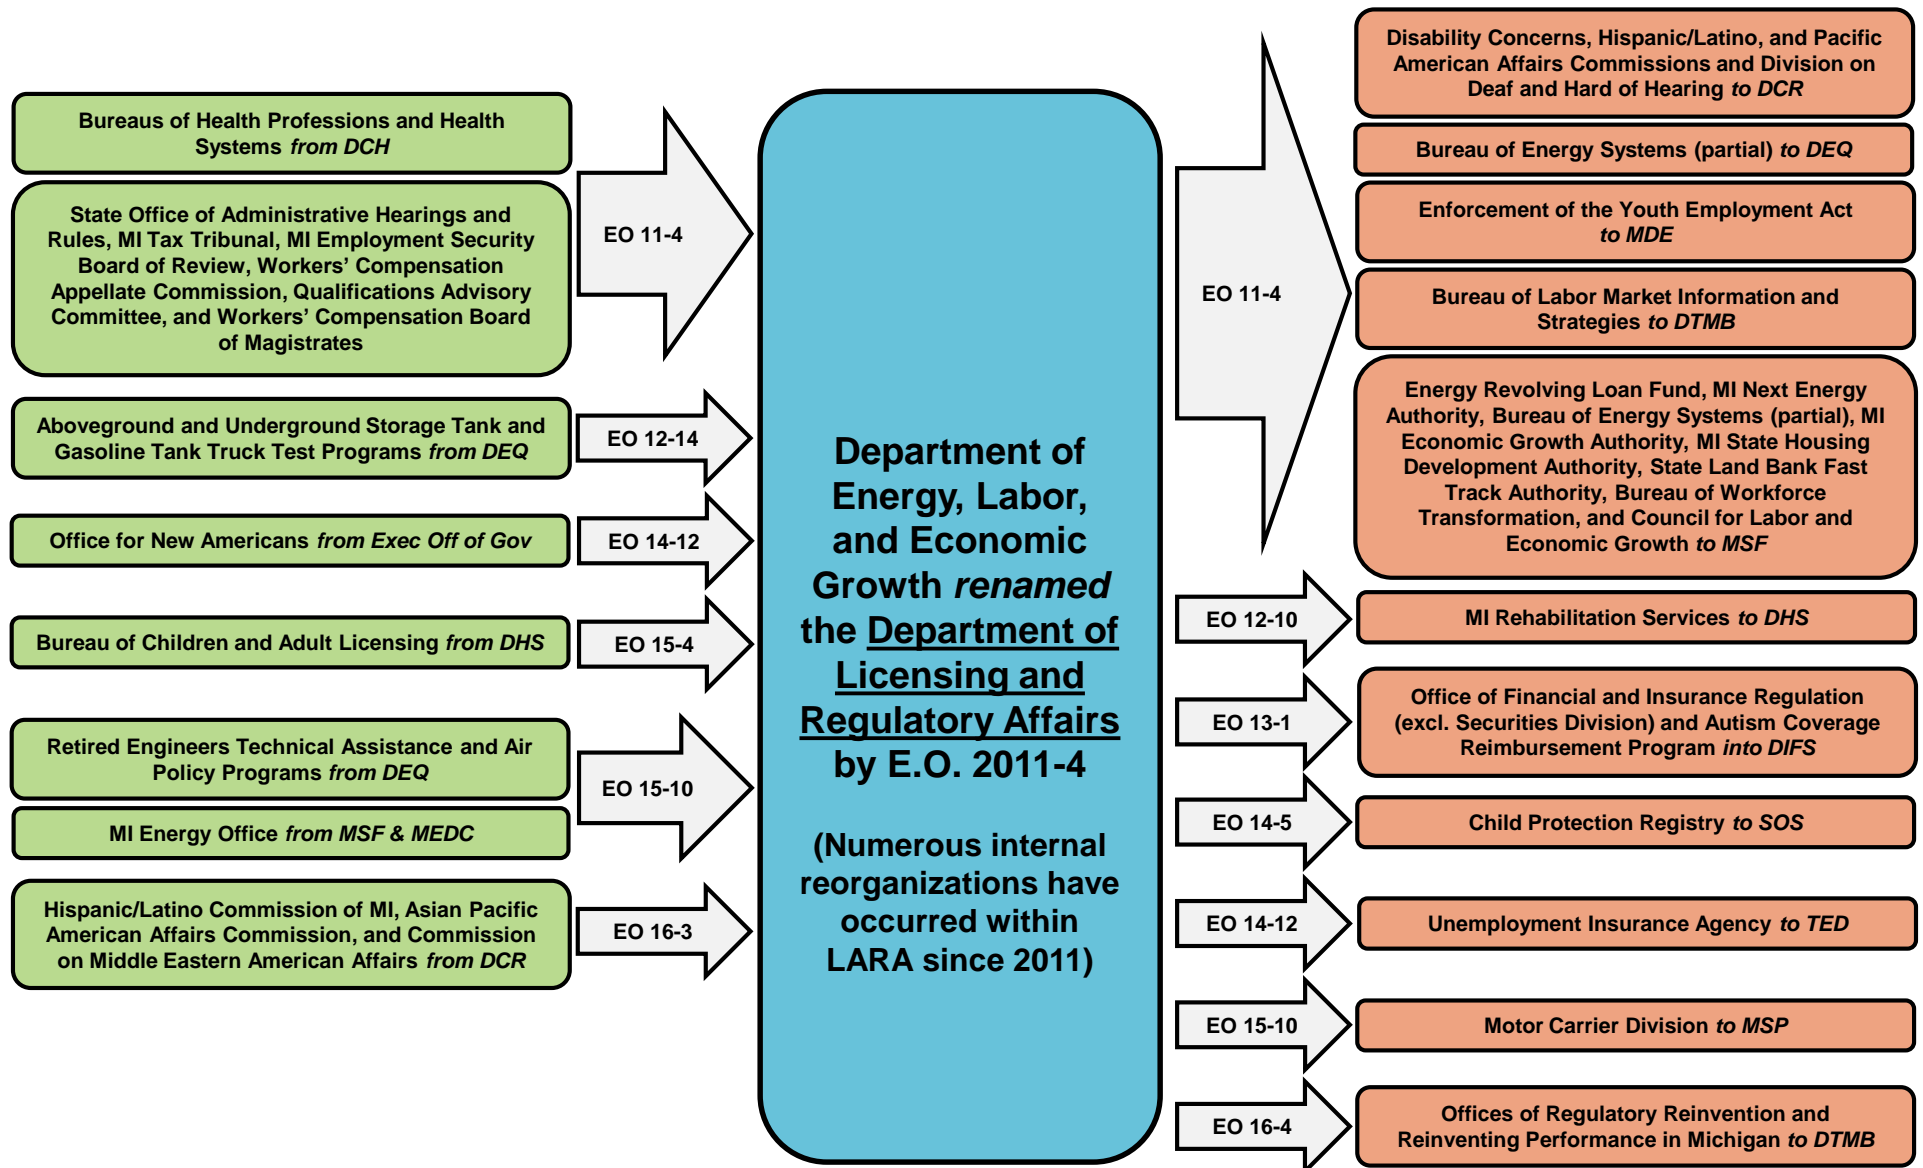 Bureaus of Health Professions and Health
Systems from DCH
State Office of Administrative Hearings and
Rules, MI Tax Tribunal, MI Employment Security
Board of Review, Workers’ Compensation
Appellate Commission, Qualifications Advisory
Committee, and Workers’ Compensation Board
of Magistrates
EO 11-4
Aboveground and Underground Storage Tank and
Gasoline Tank Truck Test Programs from DEQ
EO 12-14
Office for New Americans from Exec Off of Gov
EO 14-12
Bureau of Children and Adult Licensing from DHS
EO 15-4
Retired Engineers Technical Assistance and Air
Policy Programs from DEQ
MI Energy Office from MSF & MEDC
EO 15-10
Hispanic/Latino Commission of MI, Asian Pacific
American Affairs Commission, and Commission
on Middle Eastern American Affairs from DCR
EO 16-3
Department of
Energy, Labor,
and Economic
Growth renamed
the Department of
Licensing and
Regulatory Affairs
by E.O. 2011-4
(Numerous internal
reorganizations have
occurred within
LARA since 2011)
EO 11-4
Disability Concerns, Hispanic/Latino, and Pacific
American Affairs Commissions and Division on
Deaf and Hard of Hearing to DCR
Bureau of Energy Systems (partial) to DEQ
Enforcement of the Youth Employment Act
to MDE
Bureau of Labor Market Information and
Strategies to DTMB
Energy Revolving Loan Fund, MI Next Energy
Authority, Bureau of Energy Systems (partial), MI
Economic Growth Authority, MI State Housing
Development Authority, State Land Bank Fast
Track Authority, Bureau of Workforce
Transformation, and Council for Labor and
Economic Growth to MSF
EO 12-10
MI Rehabilitation Services to DHS
EO 13-1
Office of Financial and Insurance Regulation
(excl. Securities Division) and Autism Coverage
Reimbursement Program into DIFS
EO 14-5
Child Protection Registry to SOS
EO 14-12
Unemployment Insurance Agency to TED
EO 15-10
Motor Carrier Division to MSP
EO 16-4
Offices of Regulatory Reinvention and
Reinventing Performance in Michigan to DTMB